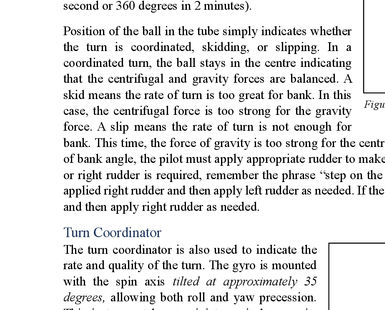 second or 360 degrees in 2 minutes).
Position of the ball in the tube simply indicates whether
the turn is coordinated, skidding, or slipping. In a
coordinated turn, the ball stays in the centre indicating
that the centrifugal and gravity forces are balanced. A
skid means the rate of turn is too great for bank. In this
case, the centrifugal force is too strong for the gravity
force. A slip means the rate of turn is not enough for
bank. This time, the force of gravity is too strong for the centr
of bank angle, the pilot must apply appropriate rudder to make
or right rudder is required, remember the phrase “step on the
applied right rudder and then apply left rudder as needed. If the
and then apply right rudder as needed.
Figu
Turn Coordinator
The turn coordinator is also used to indicate the
rate and quality of the turn. The gyro is mounted
with the spin axis tilted at approximately 35
degrees, allowing both roll and yaw precession.